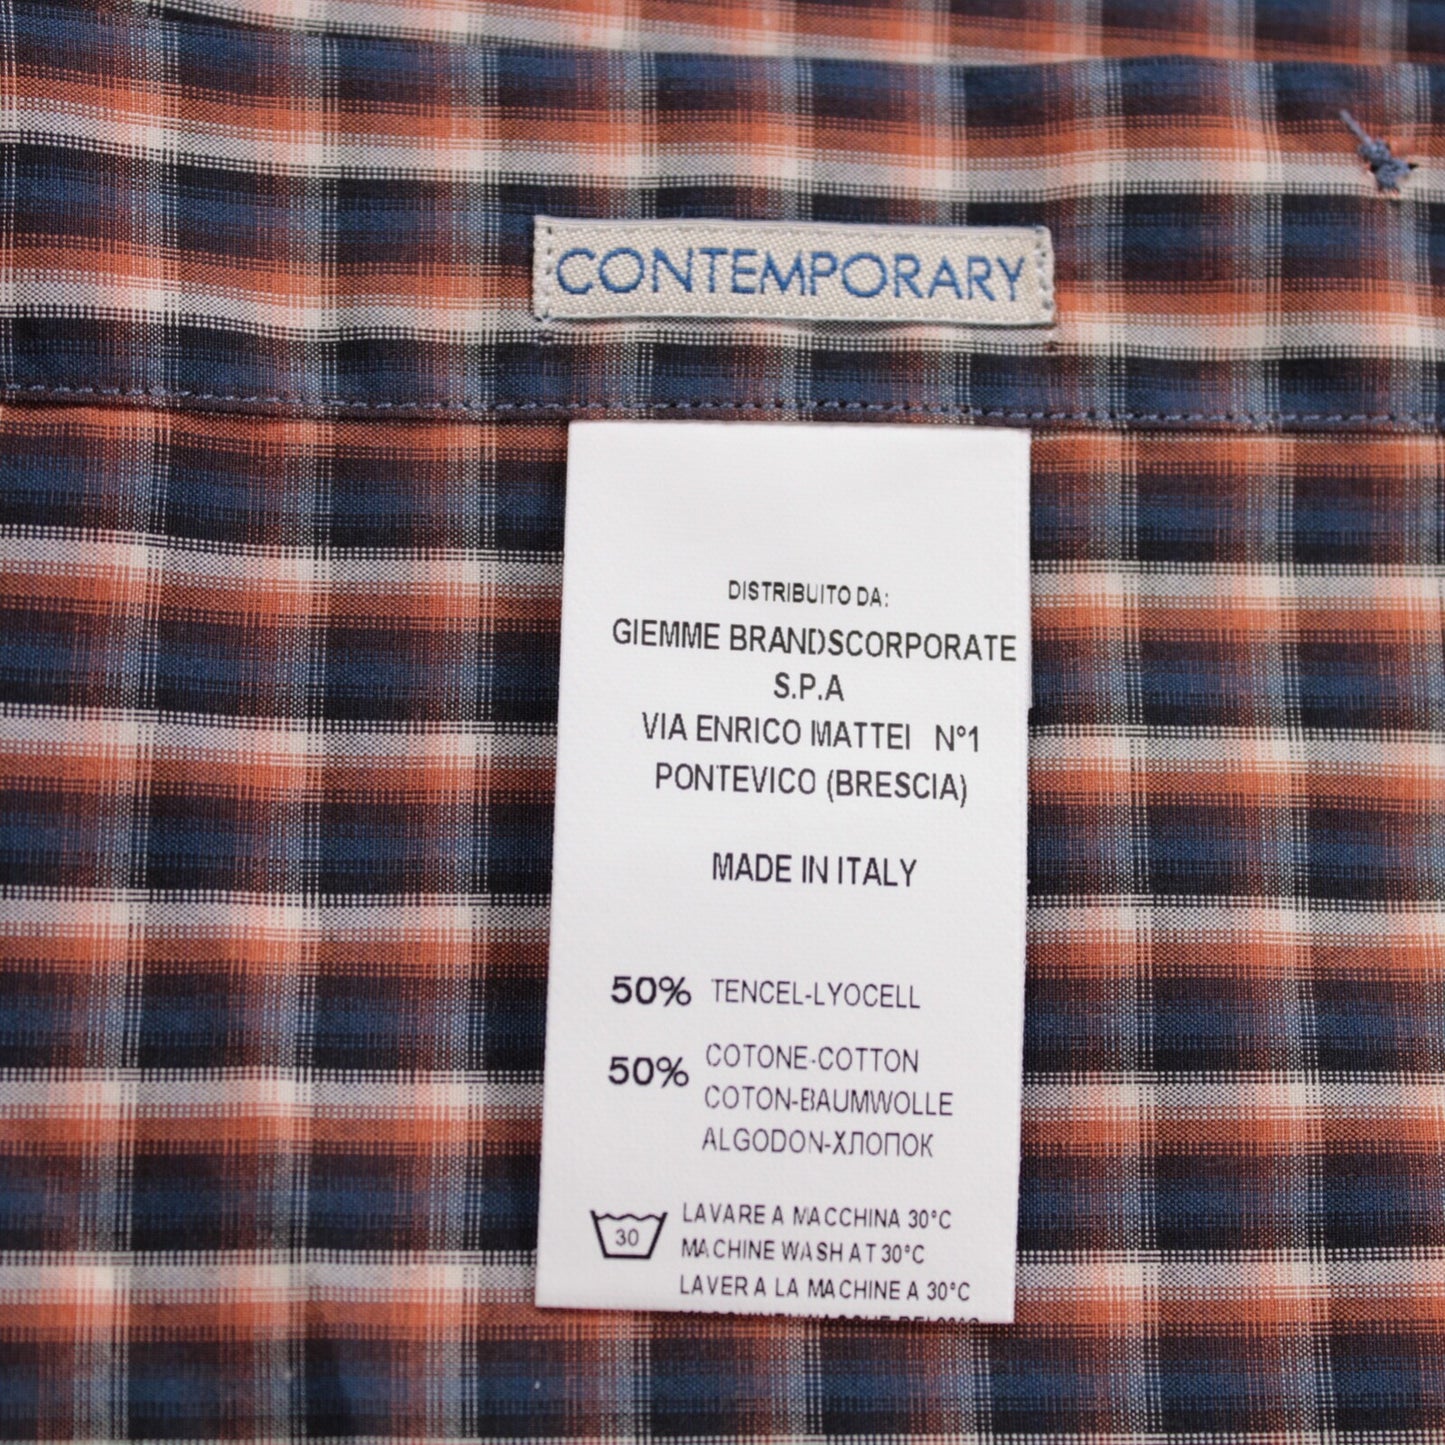 CONTEMPORARY
DISTRIBUITO DA:
GIEMME BRANDSCORPORATE
S.P.A
VIA ENRICO MATTEI N°1
PONTEVICO (BRESCIA)
MADE IN ITALY
50% TENCEL-LYOCELL
50% COTONE-COTTON
COTON-BAUMWOLLE
ALGODON-ХЛОПОК
30
LAVARE A MACCHINA 30°C
MACHINE WASH AT 30°C
LAVER A LA MACHINE A 30°C